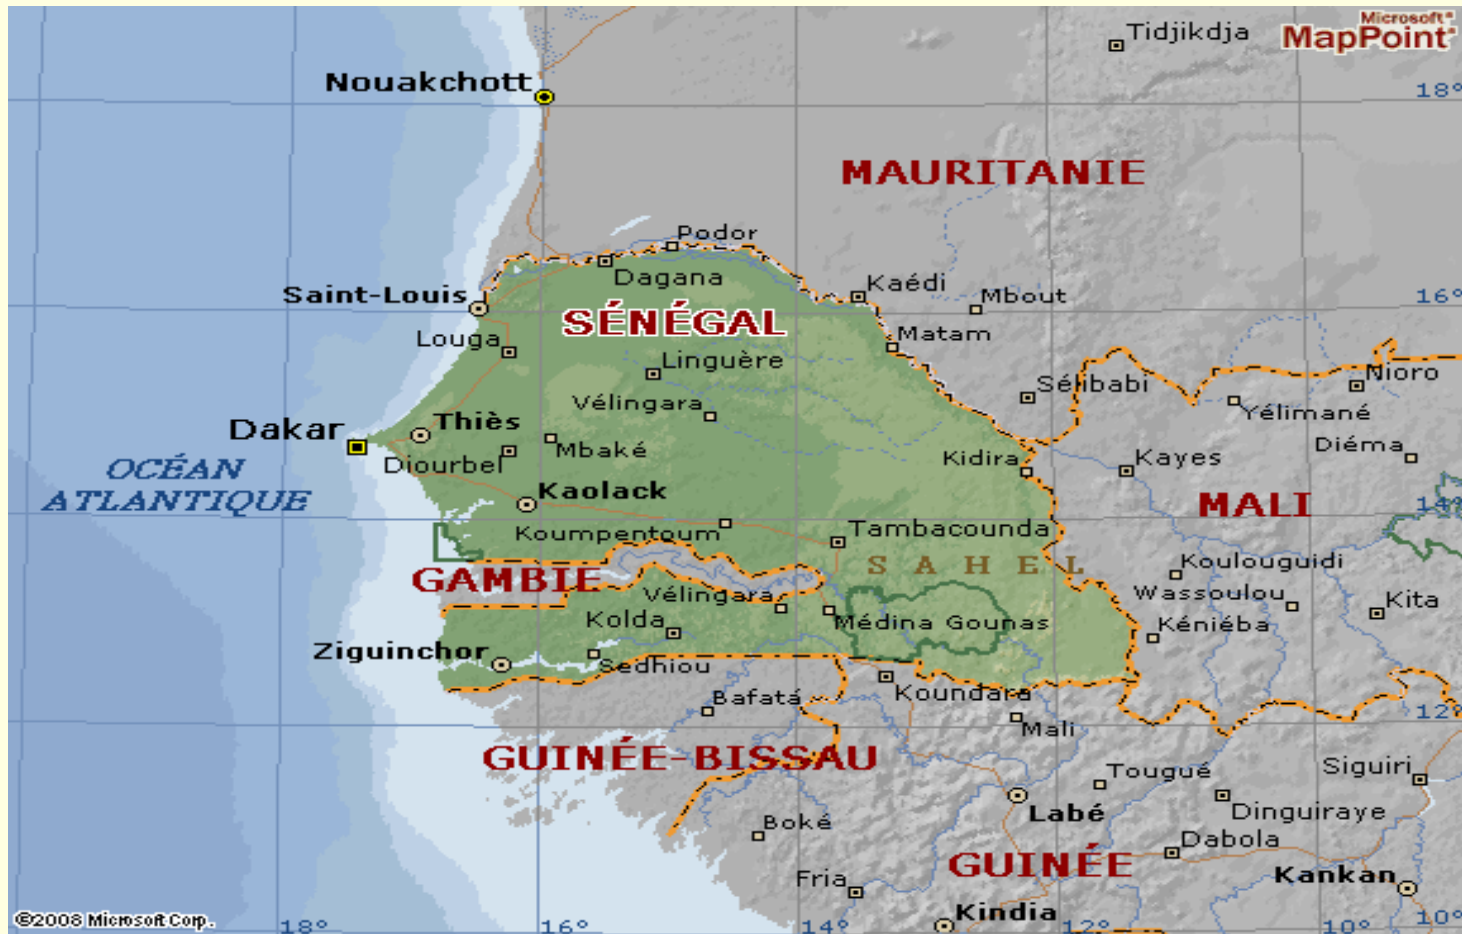 Tidjikdja
Microsoft®
MapPoint®
Nouakchott
18°
MAURITANIE
Podor
Dagana
Kaédi
Mbout
Saint-Louis
16°
SÉNÉGAL
Matam
Louga
Linguère
Nioro
Sélibabi
Vélingara
Yélimané
Thiès
Dakar
Mbaké
Diourbel
Diéma
Kidira
Kayes
OCÉAN
ATLANTIQUE
Kaolack
MALI
14°
Koumpentoum
Tambacounda
SAHEL
Koulouguidi
GAMBIE
Wassoulou
Vélingara
Kita
Kolda
Médina Gounas
Kéniéba
Ziguinchor
Sedhiou
Bafatá
Koundara
12°
Mali
GUINÉE-BISSAU
Tougué
Siguiri
Labé
Dinguiraye
Boké
Dabola
GUINÉE
Fria
Kankan
Kindia
10°
©2008 Microsoft Corp.
18°
16°
14°
12°
10°